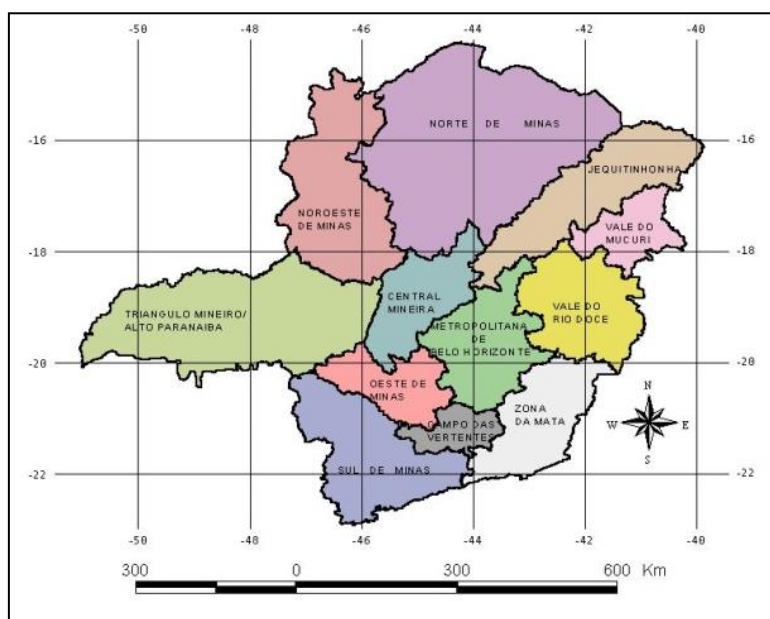 -50 -48 -46 -44 -42 -40
-16 -16
NORTE DE MINAS
JEQUITINHONHA
NOROESTE
DE MINAS
VALE DO
MUCURI
-18 -18
TRIANGULO MINEIRO/
ALTO PARANAIBA
CENTRAL
MINEIRA
VALE DO
RIO DOCE
METROPOLITANA
DE
BELO HORIZONTE
-20 -20
OESTE DE
MINAS
ZONA
DA MATA
CAMPO DAS
VERTENTES
N
W E
S
SUL DE MINAS
-22 -22
-50 -48 -46 -44 -42 -40
300 0 300 600 Km